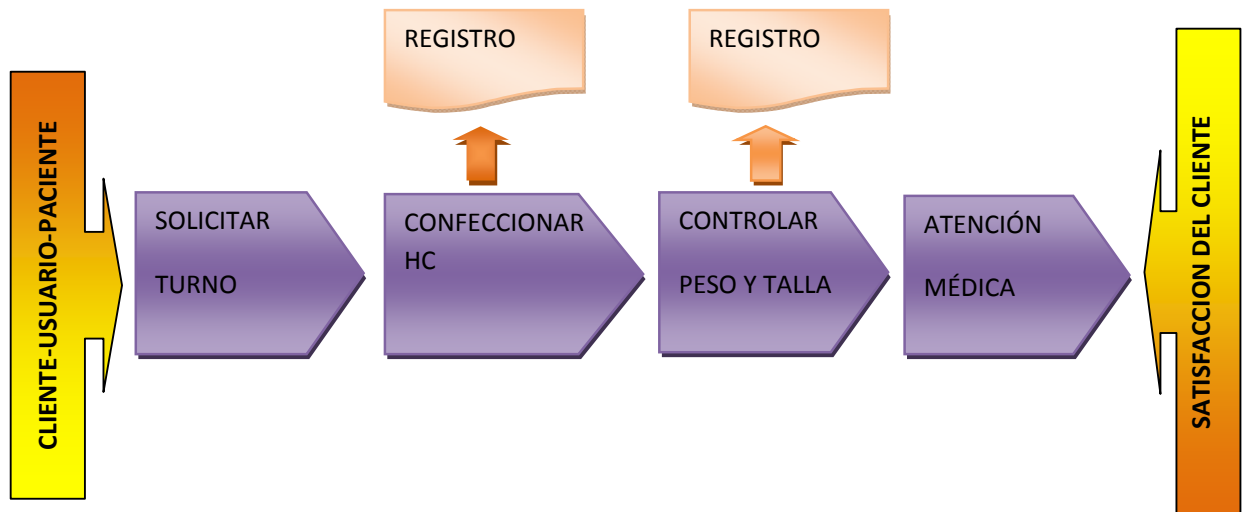 REGISTRO
REGISTRO
CLIENTE-USUARIO-PACIENTE
SOLICITAR
TURNO
CONFECCIONAR
HC
CONTROLAR
PESO Y TALLA
ATENCIÓN
MÉDICA
SATISFACCION DEL CLIENTE